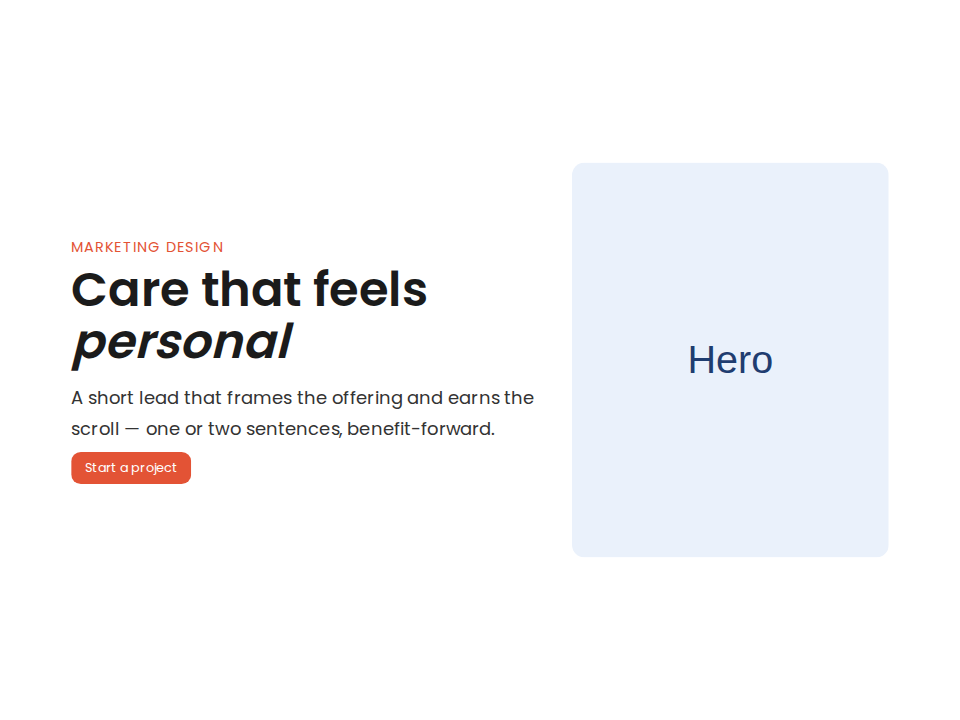 MARKETING DESIGN
Care that feels
personal
A short lead that frames the offering and earns the
scroll — one or two sentences, benefit-forward.
Start a project
Hero